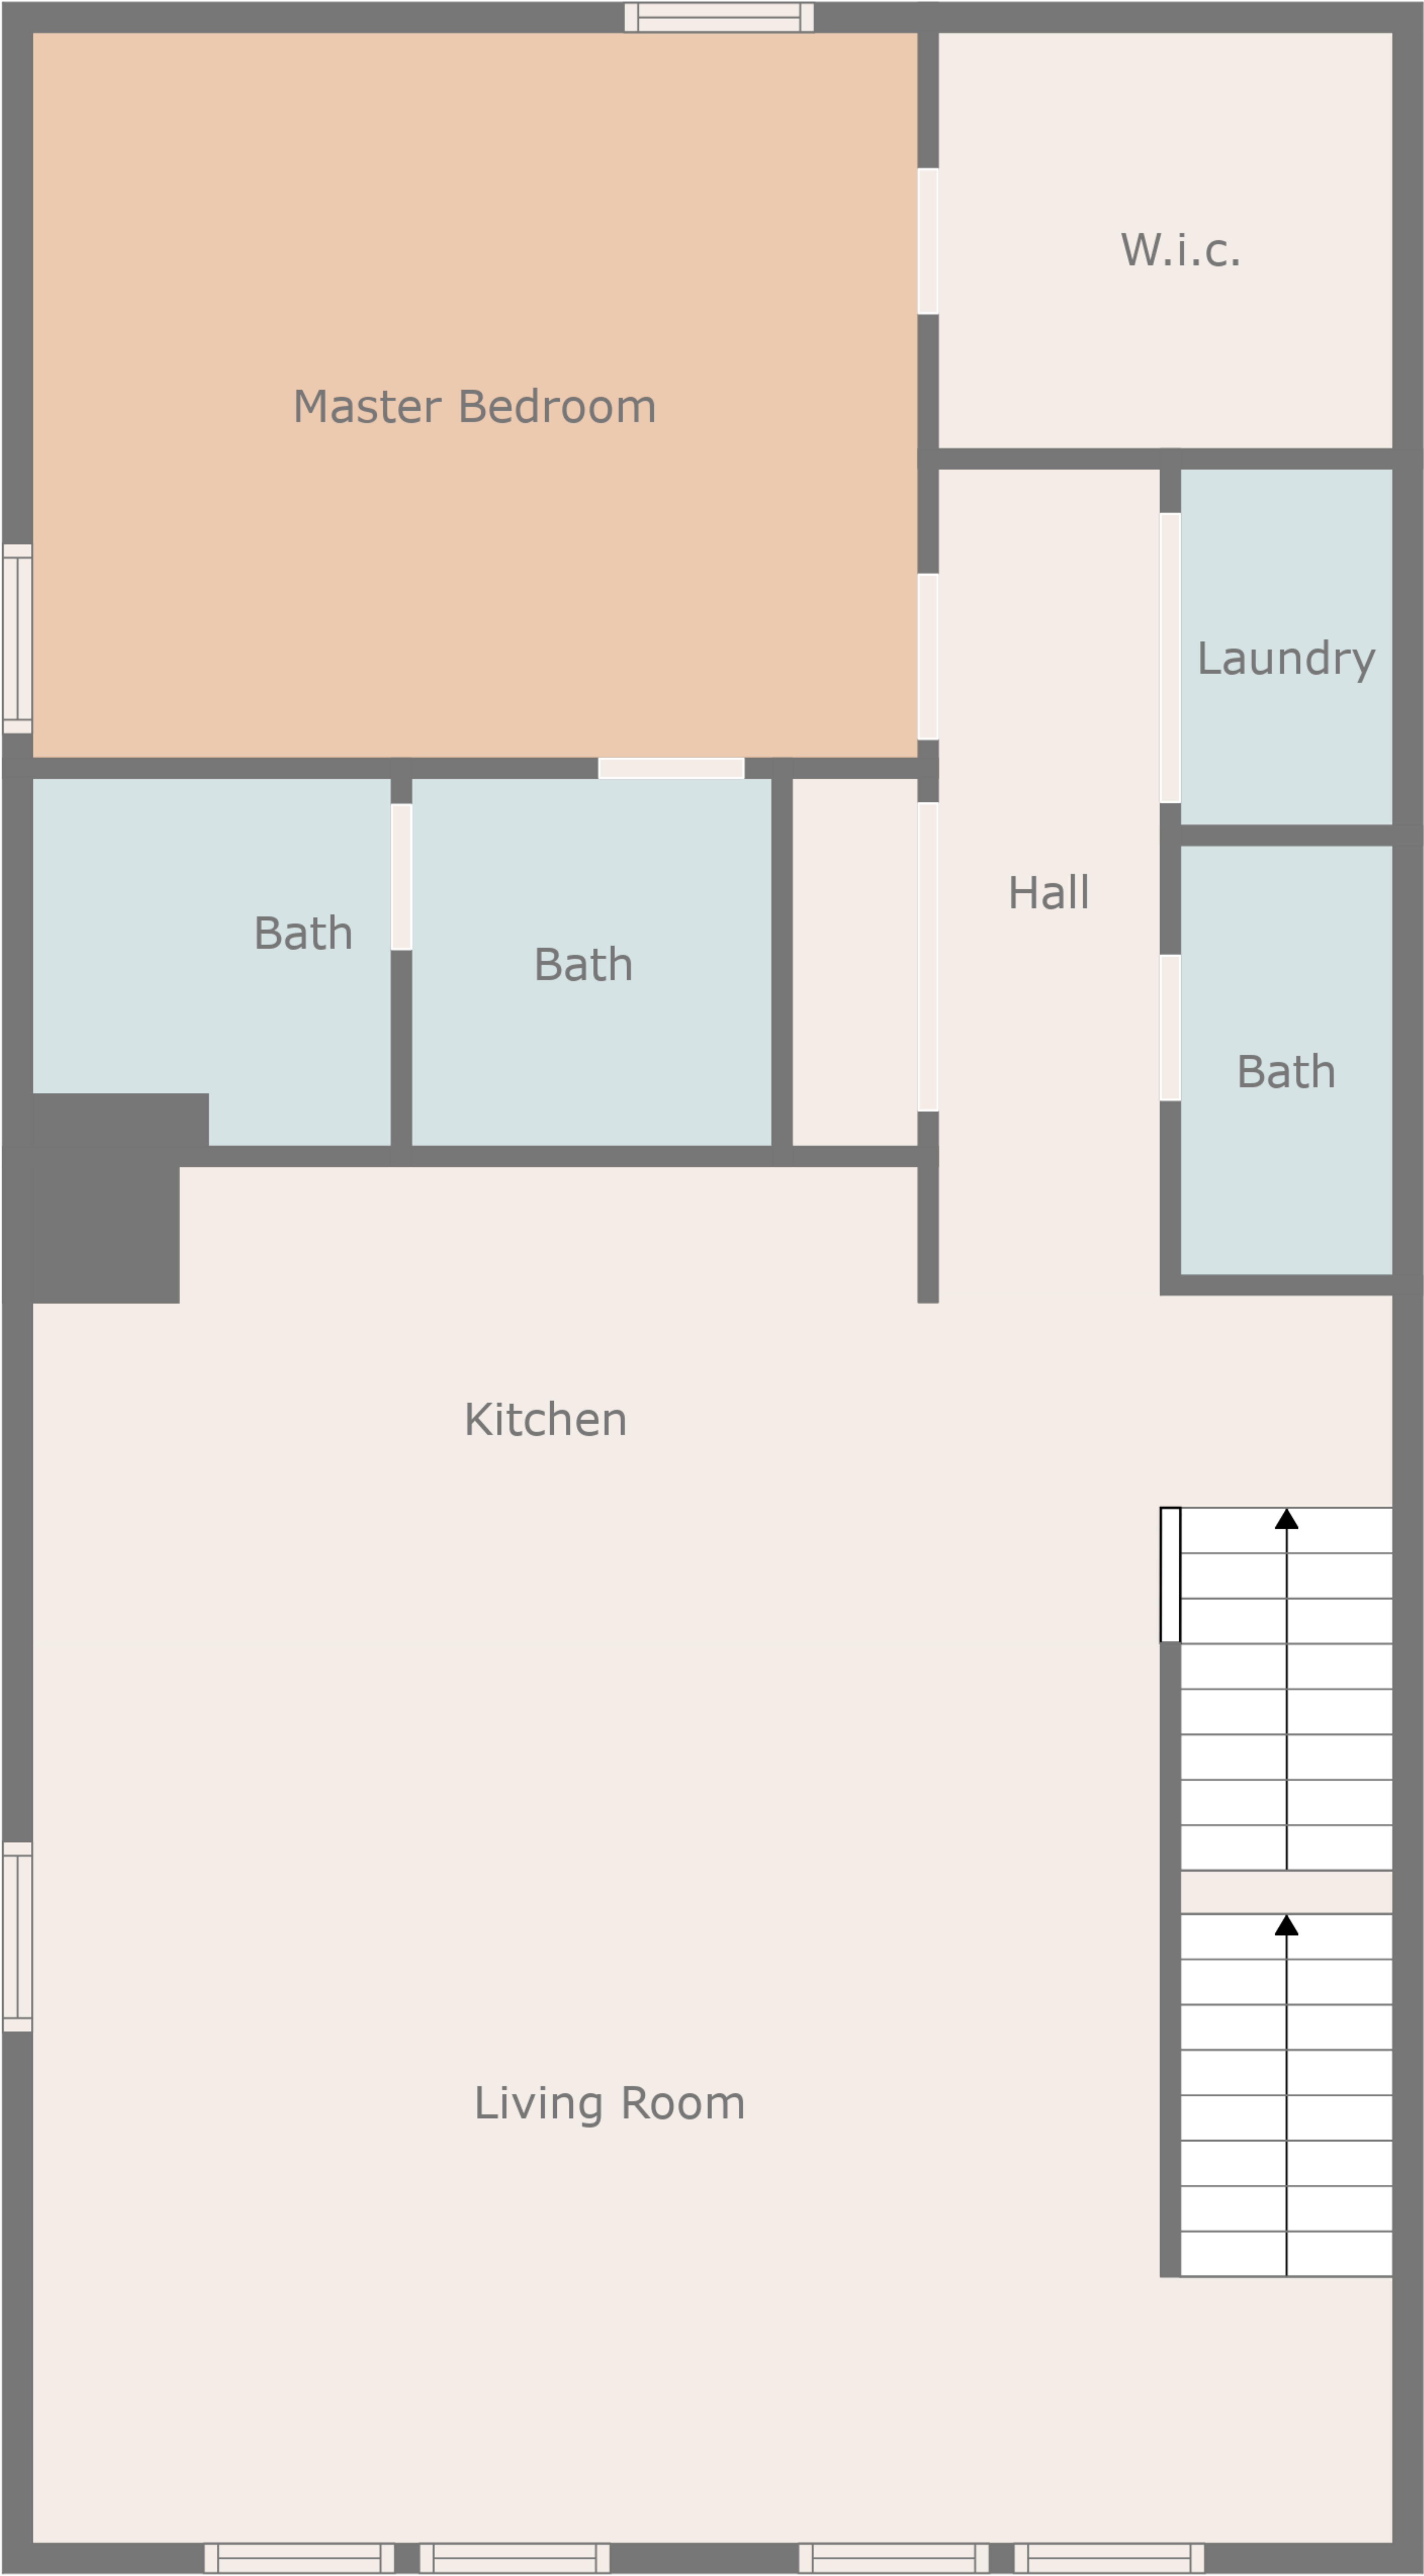 W.i.c.
Master Bedroom
Laundry
Hall
Bath
Bath
Bath
Kitchen
Living Room